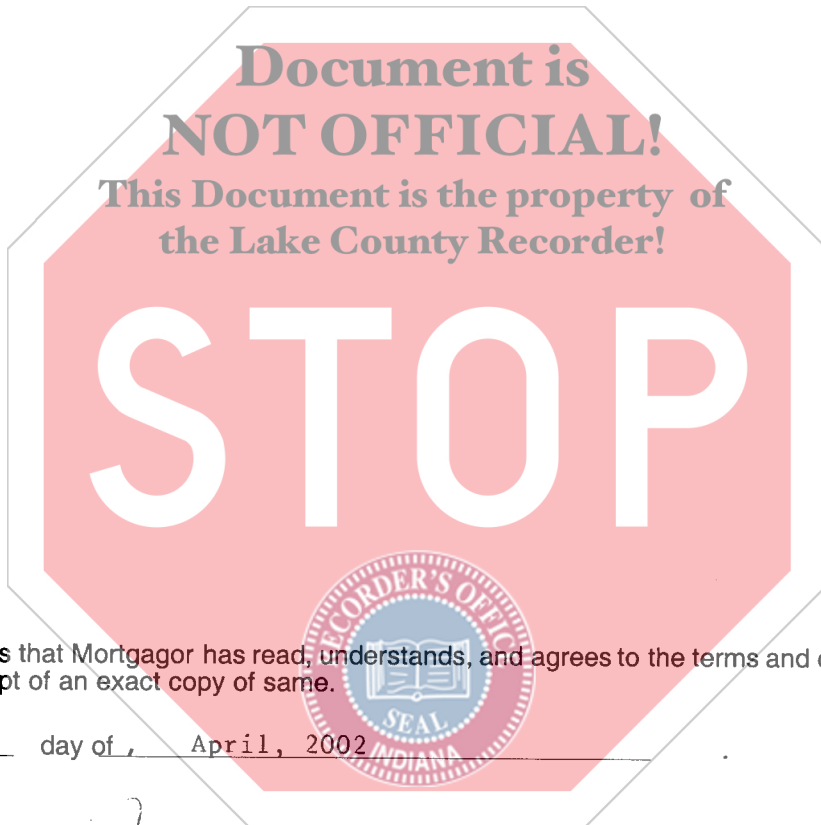 Document is
NOT OFFICIAL!
This Document is the property of
the Lake County Recorder!
STOP
RECORDER'S OFFICE
s that Mortgagor has read, understands, and agrees to the terms and
pt of an exact copy of same.
SEAL
day of , April, 2002 .
INDIANA